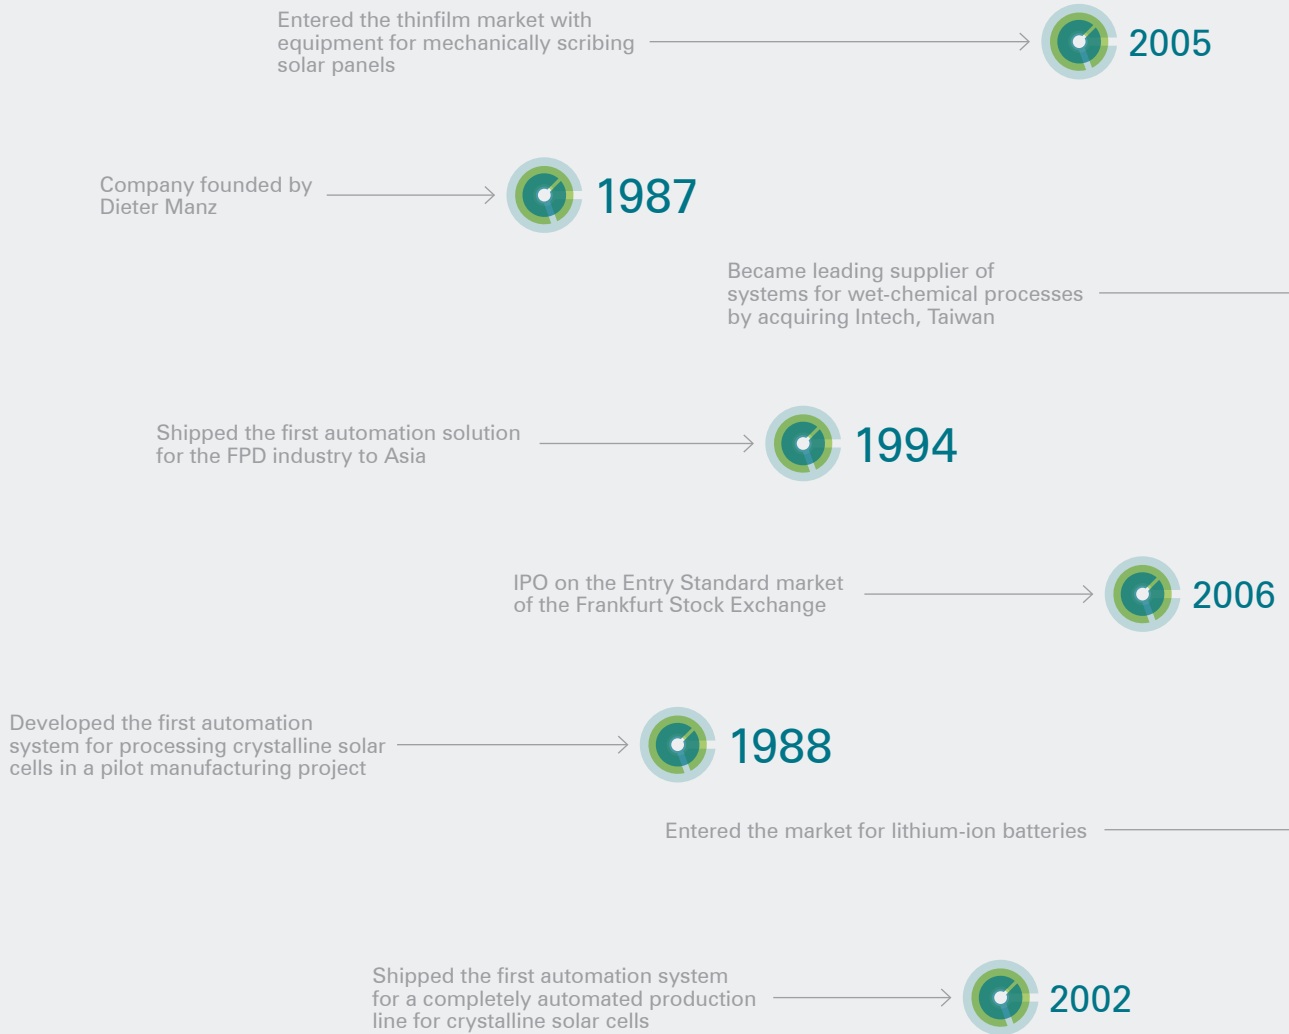 Entered the thinfilm market with
equipment for mechanically scribing
solar panels
2005
Company founded by
Dieter Manz
1987
Became leading supplier of
systems for wet-chemical processes
by acquiring Intech, Taiwan
Shipped the first automation solution
for the FPD industry to Asia
1994
IPO on the Entry Standard market
of the Frankfurt Stock Exchange
2006
Developed the first automation
system for processing crystalline solar
cells in a pilot manufacturing project
1988
Entered the market for lithium-ion batteries
Shipped the first automation system
for a completely automated production
line for crystalline solar cells
2002